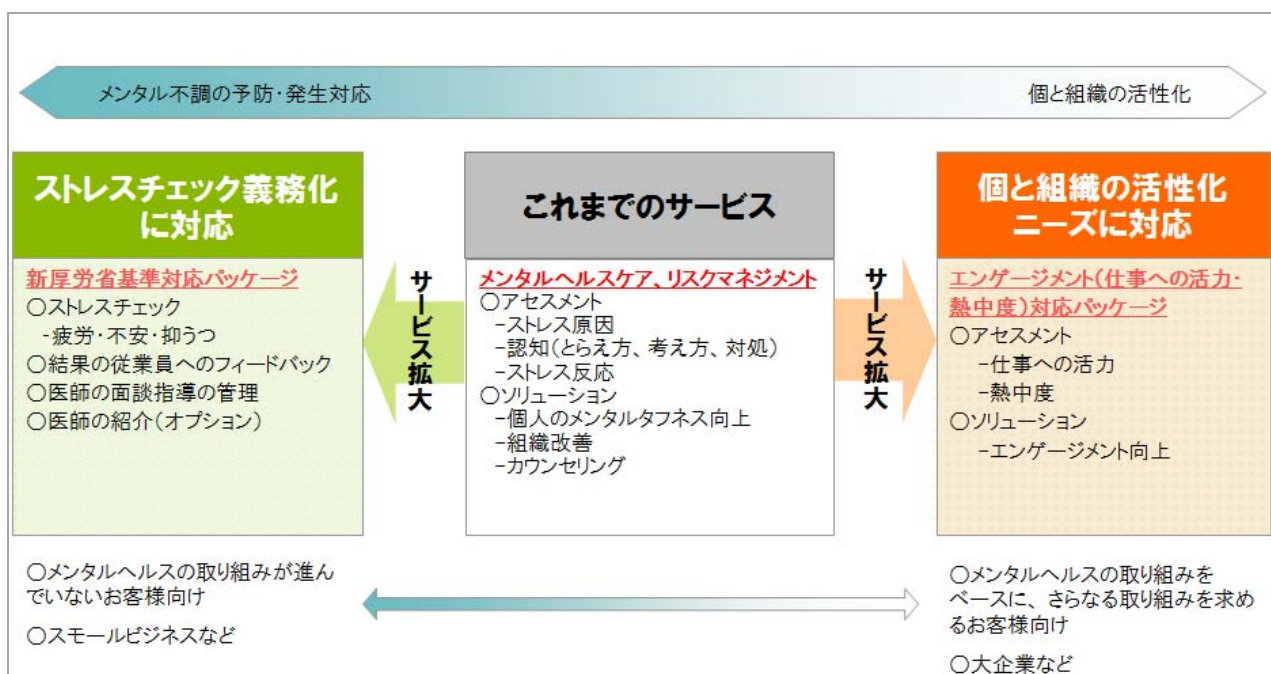 メンタル不調の予防・発生対応
個と組織の活性化
ストレスチェック義務化
に対応
新厚労省基準対応パッケージ
○ストレスチェック
-疲労・不安・抑うつ
○結果の従業員へのフィードバック
○医師の面談指導の管理
○医師の紹介(オプション)
サービス拡大
これまでのサービス
メンタルヘルスケア、リスクマネジメント
○アセスメント
-ストレス原因
-認知(とらえ方、考え方、対処)
-ストレス反応
○ソリューション
-個人のメンタルタフネス向上
-組織改善
-カウンセリング
サービス拡大
個と組織の活性化
ニーズに対応
エンゲージメント(仕事への活力・
熱中度)対応パッケージ
○アセスメント
-仕事への活力
-熱中度
○ソリューション
-エンゲージメント向上
○メンタルヘルスの取り組みが進ん
でいないお客様向け
○スモールビジネスなど
○メンタルヘルスの取り組みを
ベースに、さらなる取り組みを求め
るお客様向け
○大企業など